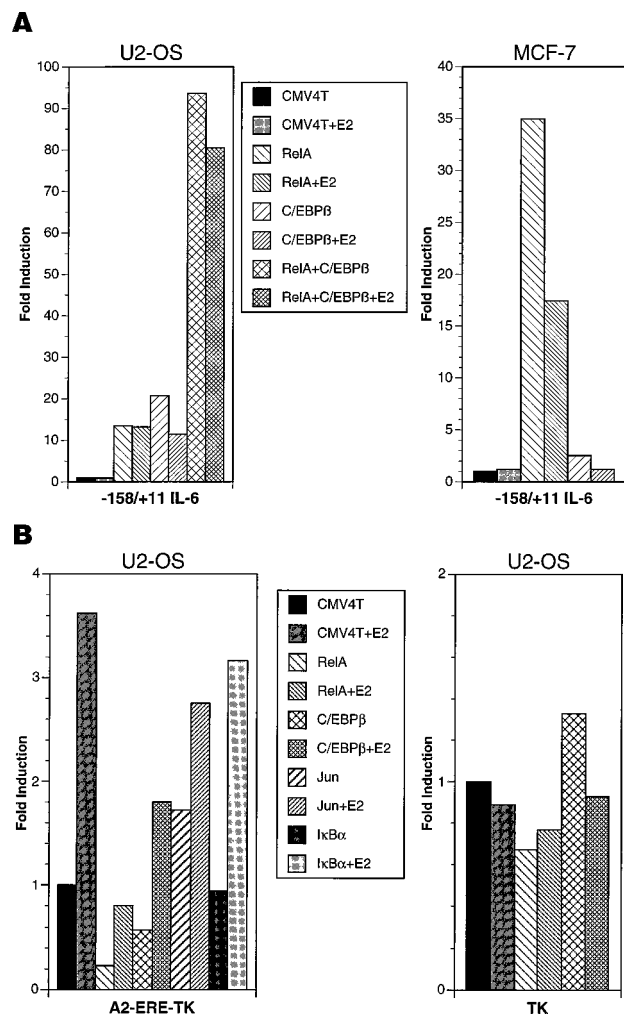 A
U2-OS
Fold Induction
100
90
80
70
60
50
40
30
20
10
0
-158/+11 IL-6
CMV4T
CMV4T+E2
RelA
RelA+E2
C/EBPß
C/EBPß+E2
RelA+C/EBPß
RelA+C/EBPß+E2
MCF-7
Fold Induction
40
35
30
25
20
15
10
5
0
-158/+11 IL-6
B
U2-OS
Fold Induction
4
3
2
1
0
A2-ERE-TK
CMV4T
CMV4T+E2
RelA
RelA+E2
C/EBPβ
C/EBPβ+E2
Jun
Jun+E2
IκBα
IκBα+E2
U2-OS
Fold Induction
2
1
0
TK